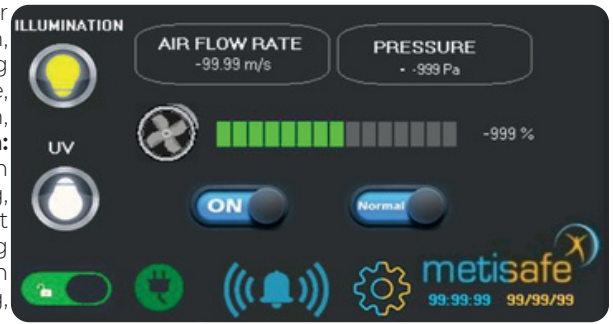 ILLUMINATION
AIR FLOW RATE
-99.99 m/s
PRESSURE
- -999 Pa
-999 %
UV
ON
Normal
metisafe
99:99:99 99/99/99